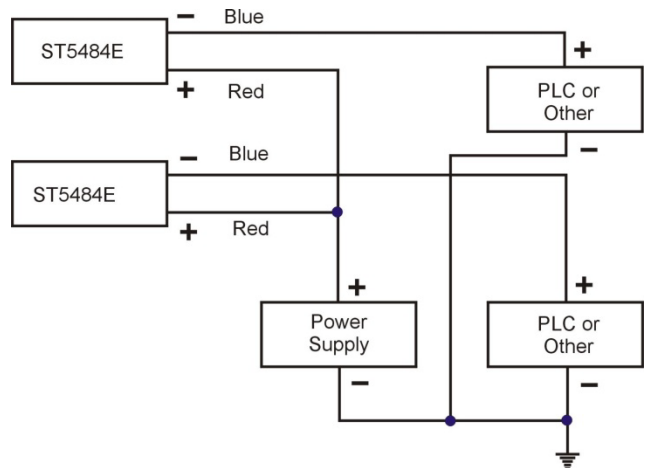 − Blue
ST5484E
+ Red
+
PLC or
Other
−
− Blue
ST5484E
+ Red
+
Power
Supply
−
+
PLC or
Other
−